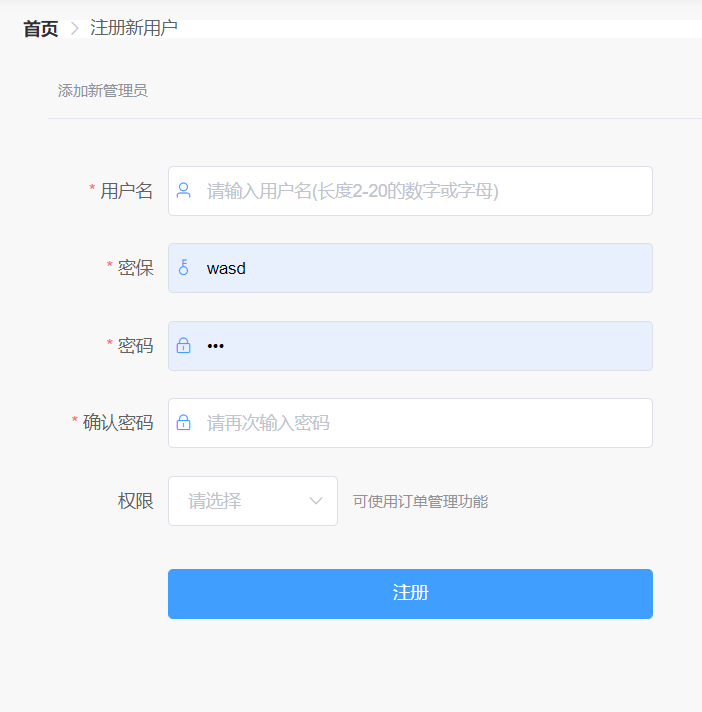 首页 > 注册新用户
添加新管理员
* 用户名 请输入用户名(长度2-20的数字或字母)
* 密保 wasd
* 密码 •••
* 确认密码 请再次输入密码
权限 请选择 可使用订单管理功能
注册